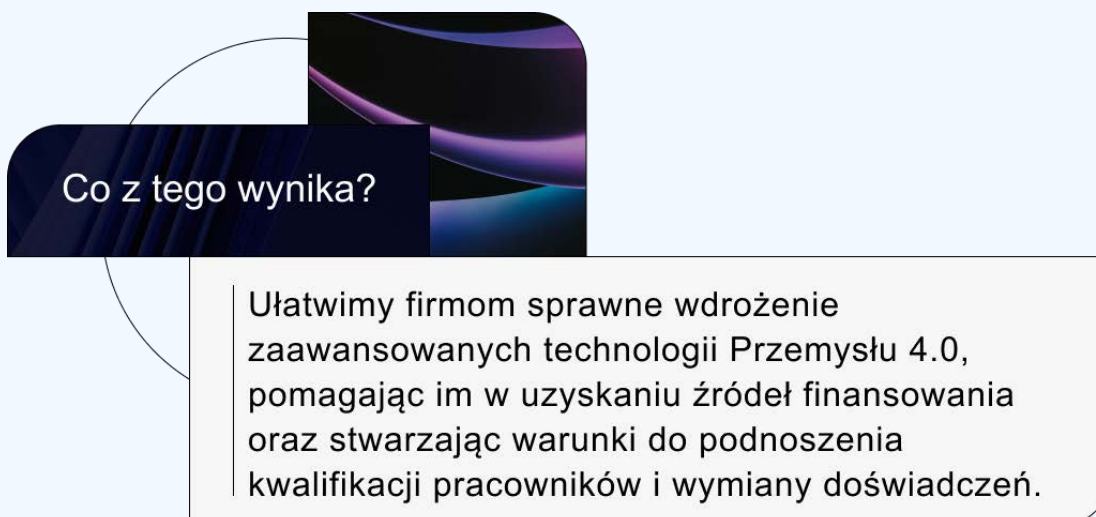 Co z tego wynika?
Ułatwimy firmom sprawne wdrożenie
zaawansowanych technologii Przemysłu 4.0,
pomagając im w uzyskaniu źródeł finansowania
oraz stwarzając warunki do podnoszenia
kwalifikacji pracowników i wymiany doświadczeń.